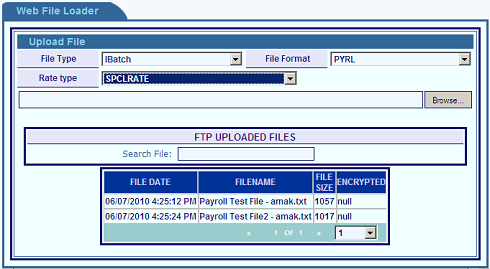 Web File Loader
Upload File
File Type IBatch File Format PYRL
Rate type SPCLRATE
Browse...
FTP UPLOADED FILES
Search File:
FILE DATE FILENAME FILE SIZE ENCRYPTED
06/07/2010 4:25:12 PM Payroll Test File - amak.txt 1057 null
06/07/2010 4:25:24 PM Payroll Test File2 - amak.txt 1017 null
« 1 Of 1 » 1